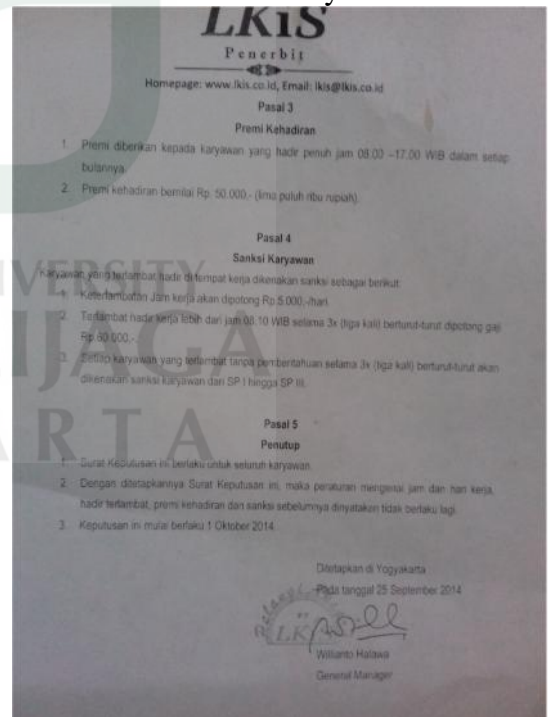 LKiS
Penerbit
Homepage: www.lkis.co.id, Email: lkis@lkis.co.id
Pasal 3
Premi Kehadiran
1. Premi diberikan kepada karyawan yang hadir penuh jam 08.00 –17.00 WIB dalam setiap
bulannya.
2. Premi kehadiran bernilai Rp. 50.000,- (lima puluh ribu rupiah).
Pasal 4
Sanksi Karyawan
Karyawan yang terlambat hadir di tempat kerja dikenakan sanksi sebagai berikut:
1. Keterlambatan Jam kerja akan dipotong Rp 5.000,-/hari.
2. Terlambat hadir kerja lebih dari jam 08.10 WIB selama 3x (tiga kali) berturut-turut dipotong gaji
Rp 60.000,-.
3. Setiap karyawan yang terlambat tanpa pemberitahuan selama 3x (tiga kali) berturut-turut akan
dikenakan sanksi karyawan dari SP I hingga SP III.
Pasal 5
Penutup
1. Surat Keputusan ini berlaku untuk seluruh karyawan.
2. Dengan ditetapkannya Surat Keputusan ini, maka peraturan mengenai jam dan hari kerja,
hadir terlambat, premi kehadiran dan sanksi sebelumnya dinyatakan tidak berlaku lagi.
3. Keputusan ini mulai berlaku 1 Oktober 2014.
Ditetapkan di Yogyakarta
Pada tanggal 25 September 2014
LKiS
Willianto Halawa
General Manager